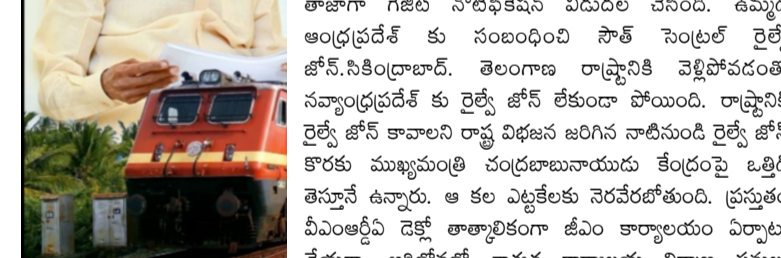 తాజాగా గెజిట్ నోటిఫికేషన్ విడుదల చేసింది. ఉమ్మడి
ఆంధ్రప్రదేశ్ కు సంబంధించి సౌత్ సెంట్రల్ రైల్వే
జోన్.సికింద్రాబాద్. తెలంగాణ రాష్ట్రానికి వెళ్లిపోవడంతో
నవ్యాంధ్రప్రదేశ్ కు రైల్వే జోన్ లేకుండా పోయింది. రాష్ట్రానికి
రైల్వే జోన్ కావాలని రాష్ట్ర విభజన జరిగిన నాటినుండి రైల్వే జోన్
కొరకు ముఖ్యమంత్రి చంద్రబాబునాయుడు కేంద్రంపై ఒత్తిడి
తెస్తూనే ఉన్నారు. ఆ కల ఎట్టకేలకు నెరవేరబోతుంది. ప్రస్తుతం
వీఎంఆర్డీఏ డెక్లో తాత్కాలికంగా జీఎం కార్యాలయం ఏర్పాటు